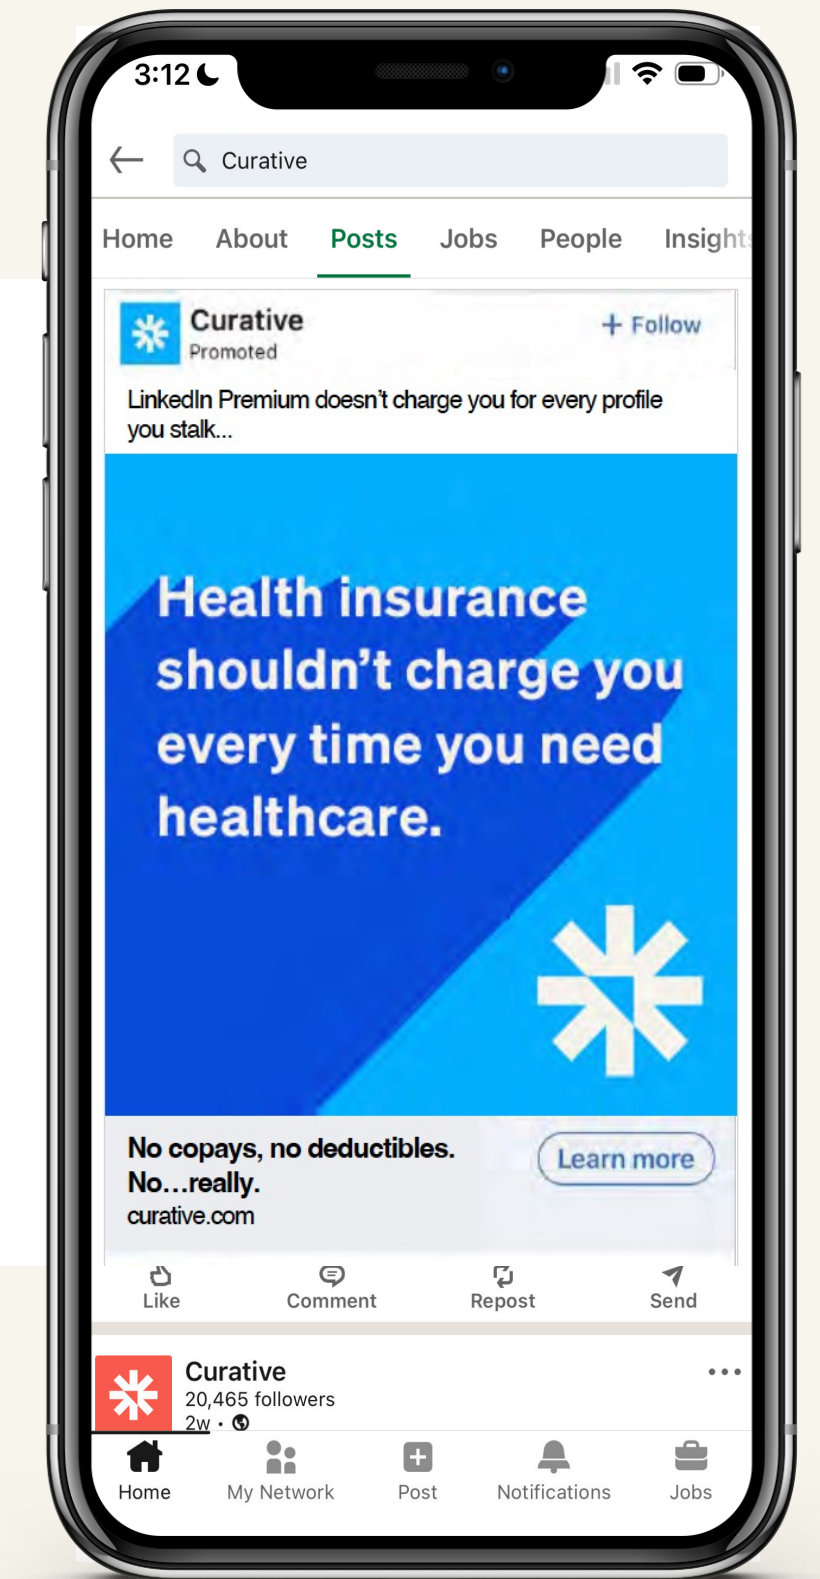 3:12
Curative
Home About Posts Jobs People Insights
Curative
+ Follow
Promoted
LinkedIn Premium doesn't charge you for every profile
you stalk...
Health insurance
shouldn't charge you
every time you need
healthcare.
No copays, no deductibles.
No...really.
curative.com
Learn more
Like Comment Repost Send
Curative
20,465 followers
2w •
Home My Network Post Notifications Jobs